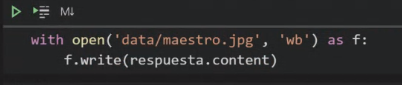 M↓
with open('data/maestro.jpg', 'wb') as f:
    f.write(respuesta.content)